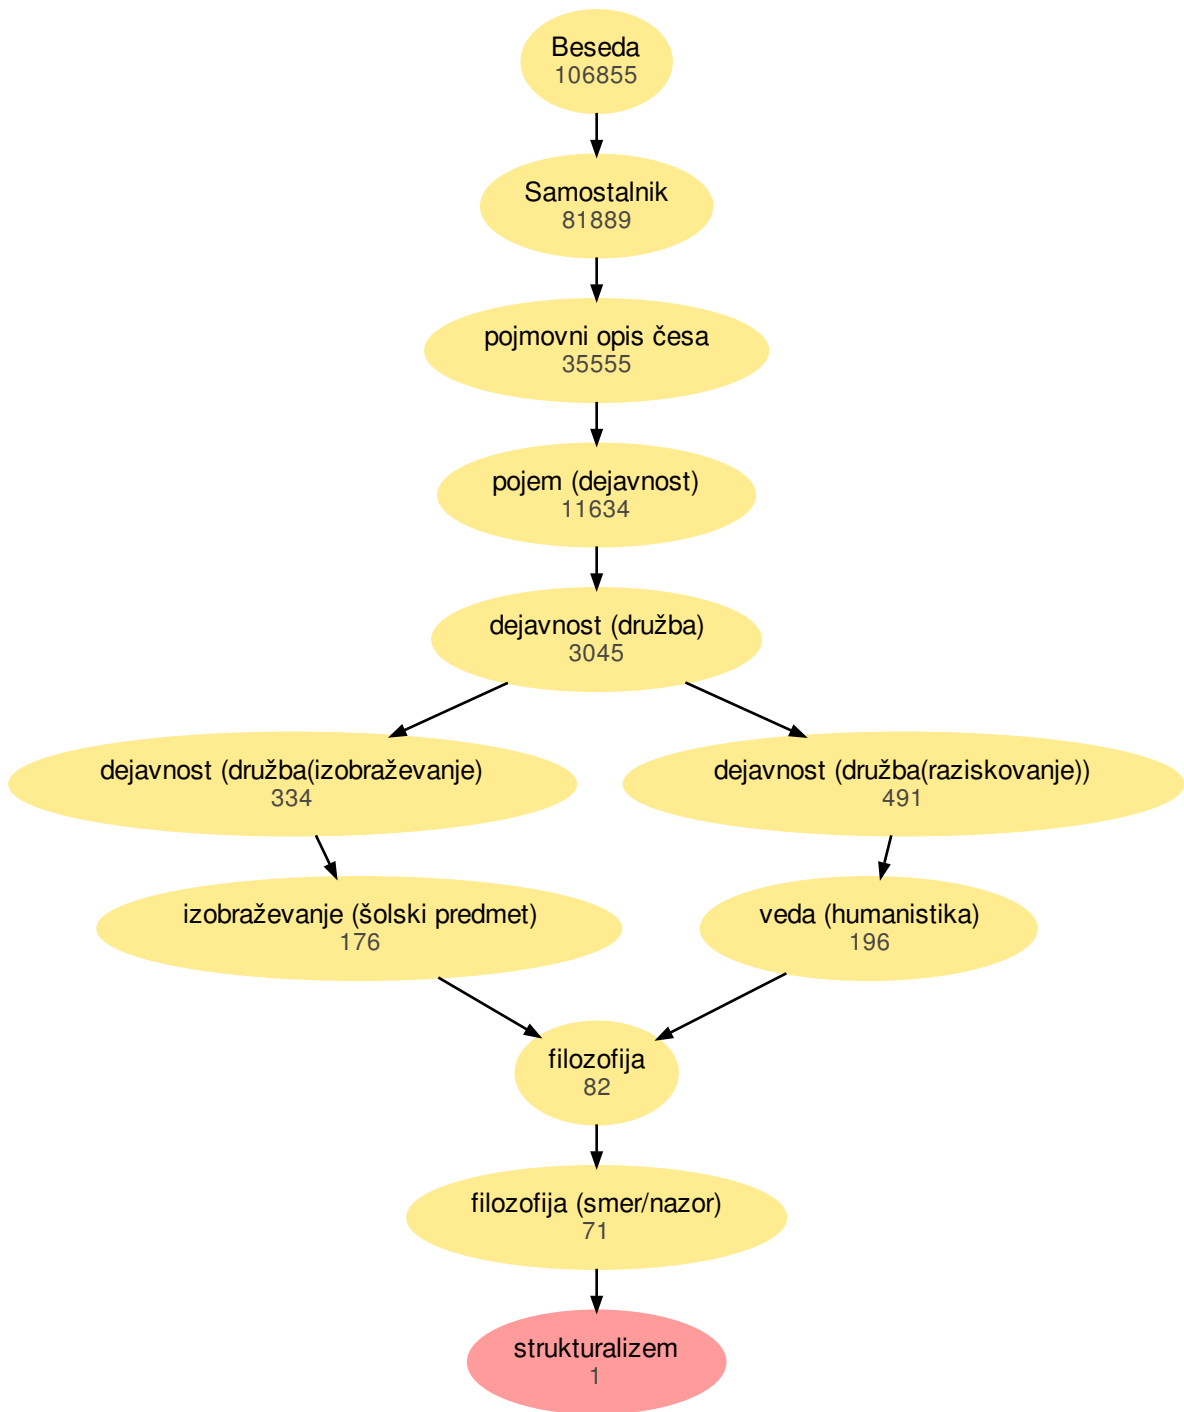 Beseda
106855
Samostalnik
81889
pojmovni opis česa
35555
pojem (dejavnost)
11634
dejavnost (družba)
3045
dejavnost (družba(izobraževanje)
334
dejavnost (družba(raziskovanje))
491
izobraževanje (šolski predmet)
176
veda (humanistika)
196
filozofija
82
filozofija (smer/nazor)
71
strukturalizem
1